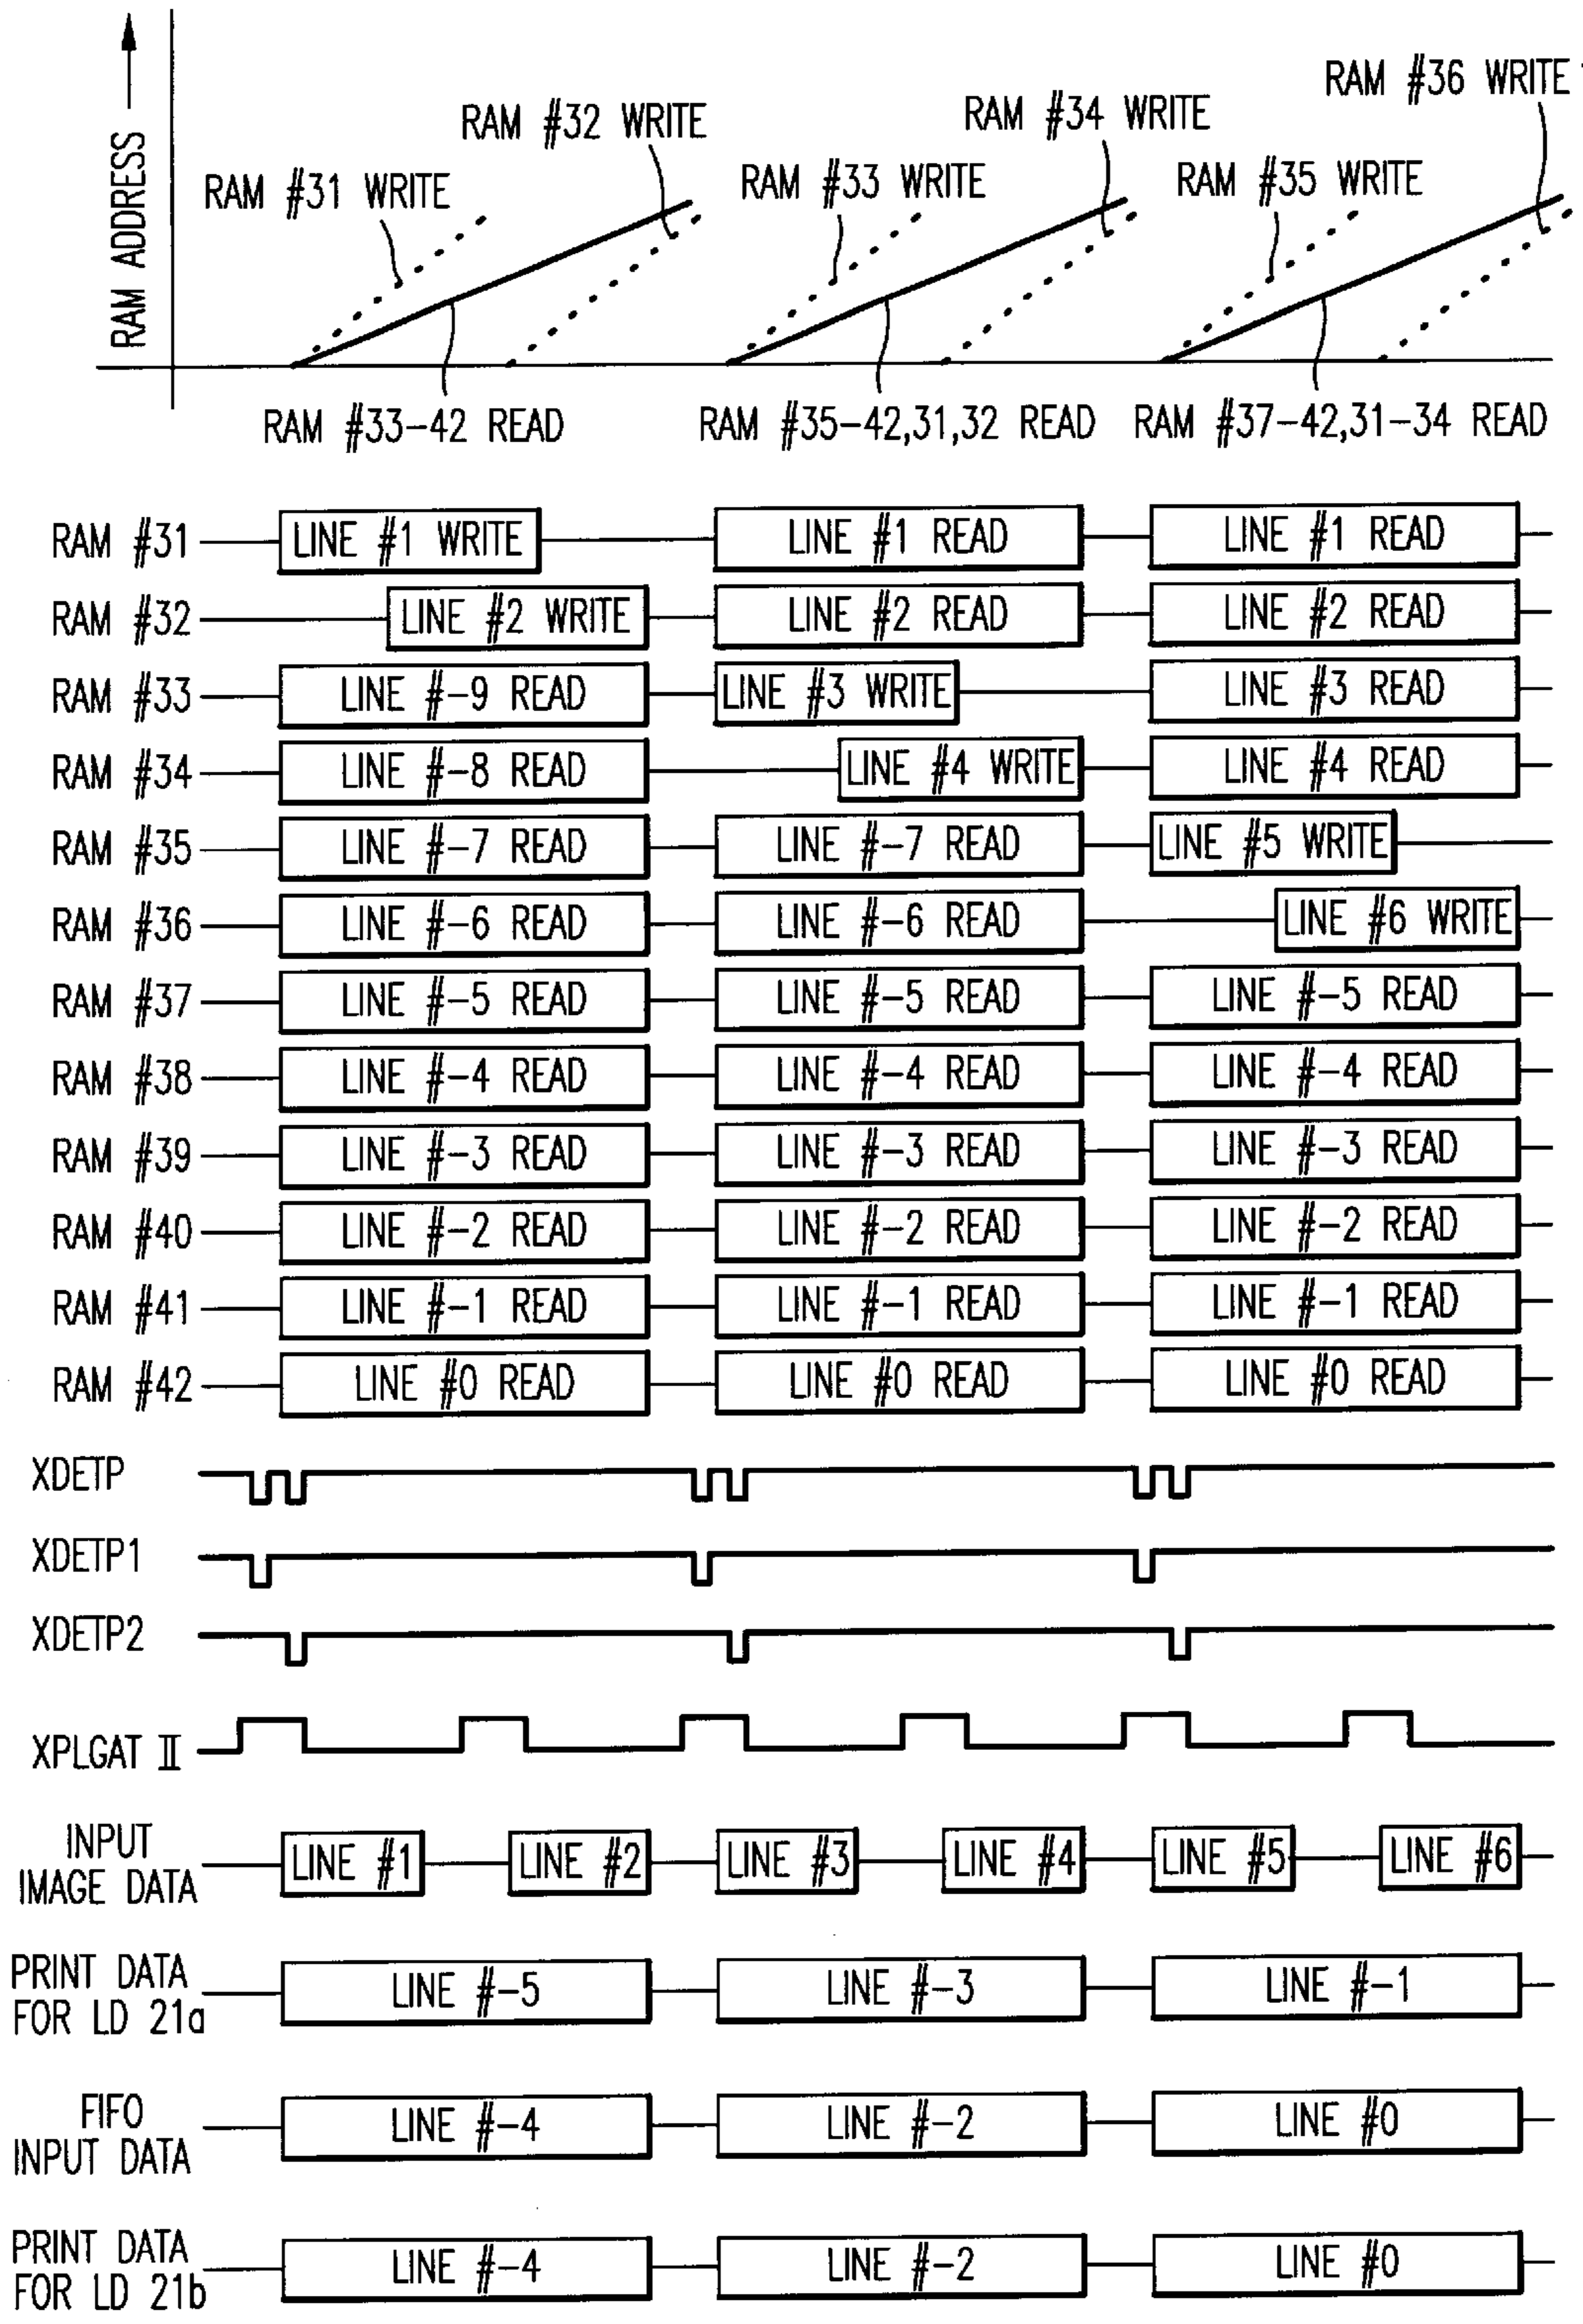 RAM ADDRESS
RAM #36 WRITE
RAM #32 WRITE
RAM #34 WRITE
RAM #31 WRITE
RAM #33 WRITE
RAM #35 WRITE
RAM #33-42 READ
RAM #35-42,31,32 READ
RAM #37-42,31-34 READ
RAM #31 LINE #1 WRITE LINE #1 READ LINE #1 READ
RAM #32 LINE #2 WRITE LINE #2 READ LINE #2 READ
RAM #33 LINE #-9 READ LINE #3 WRITE LINE #3 READ
RAM #34 LINE #-8 READ LINE #4 WRITE LINE #4 READ
RAM #35 LINE #-7 READ LINE #-7 READ LINE #5 WRITE
RAM #36 LINE #-6 READ LINE #-6 READ LINE #6 WRITE
RAM #37 LINE #-5 READ LINE #-5 READ LINE #-5 READ
RAM #38 LINE #-4 READ LINE #-4 READ LINE #-4 READ
RAM #39 LINE #-3 READ LINE #-3 READ LINE #-3 READ
RAM #40 LINE #-2 READ LINE #-2 READ LINE #-2 READ
RAM #41 LINE #-1 READ LINE #-1 READ LINE #-1 READ
RAM #42 LINE #0 READ LINE #0 READ LINE #0 READ
XDETP
XDETP1
XDETP2
XPLGAT II
INPUT
IMAGE DATA
LINE #1 LINE #2 LINE #3 LINE #4 LINE #5 LINE #6
PRINT DATA
FOR LD 21a
LINE #-5 LINE #-3 LINE #-1
FIFO
INPUT DATA
LINE #-4 LINE #-2 LINE #0
PRINT DATA
FOR LD 21b
LINE #-4 LINE #-2 LINE #0